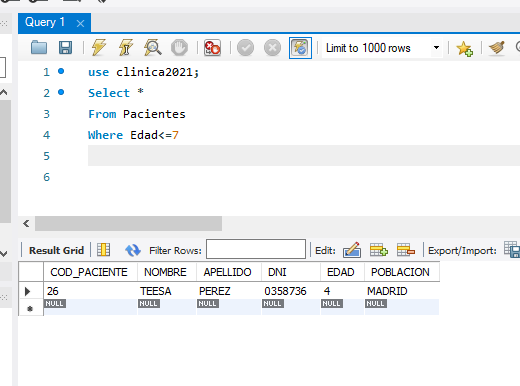 Query 1
Limit to 1000 rows
1 use clinica2021;
2 Select *
3 From Pacientes
4 Where Edad<=7
5
6
Result Grid Filter Rows: Edit: Export/Import:
COD_PACIENTE NOMBRE APELLIDO DNI EDAD POBLACION
26 TEESA PEREZ 0358736 4 MADRID
NULL NULL NULL NULL NULL NULL